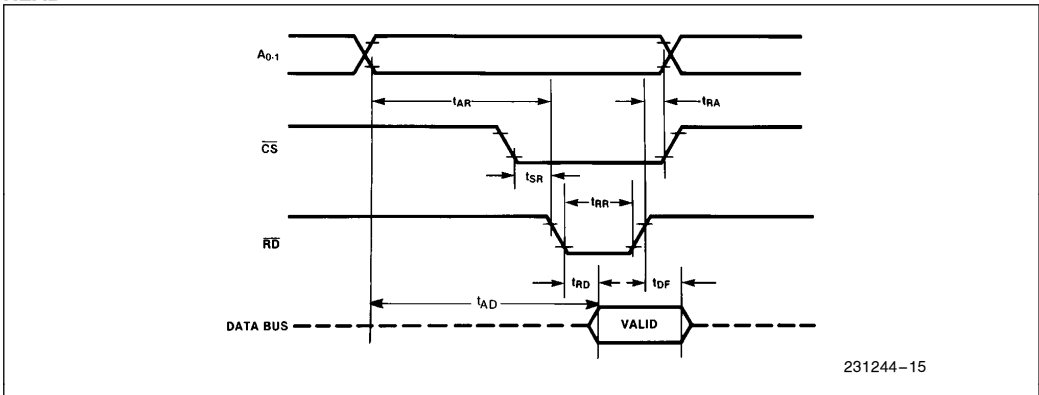 A0-1
tAR
tRA
CS
tSR
tRR
RD
tRD
tDF
tAD
DATA BUS
VALID
231244–15